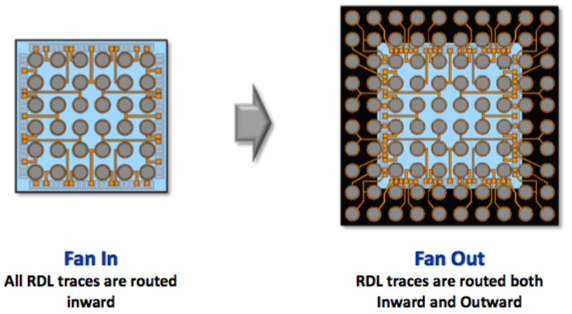 Fan In
All RDL traces are routed
inward
Fan Out
RDL traces are routed both
Inward and Outward